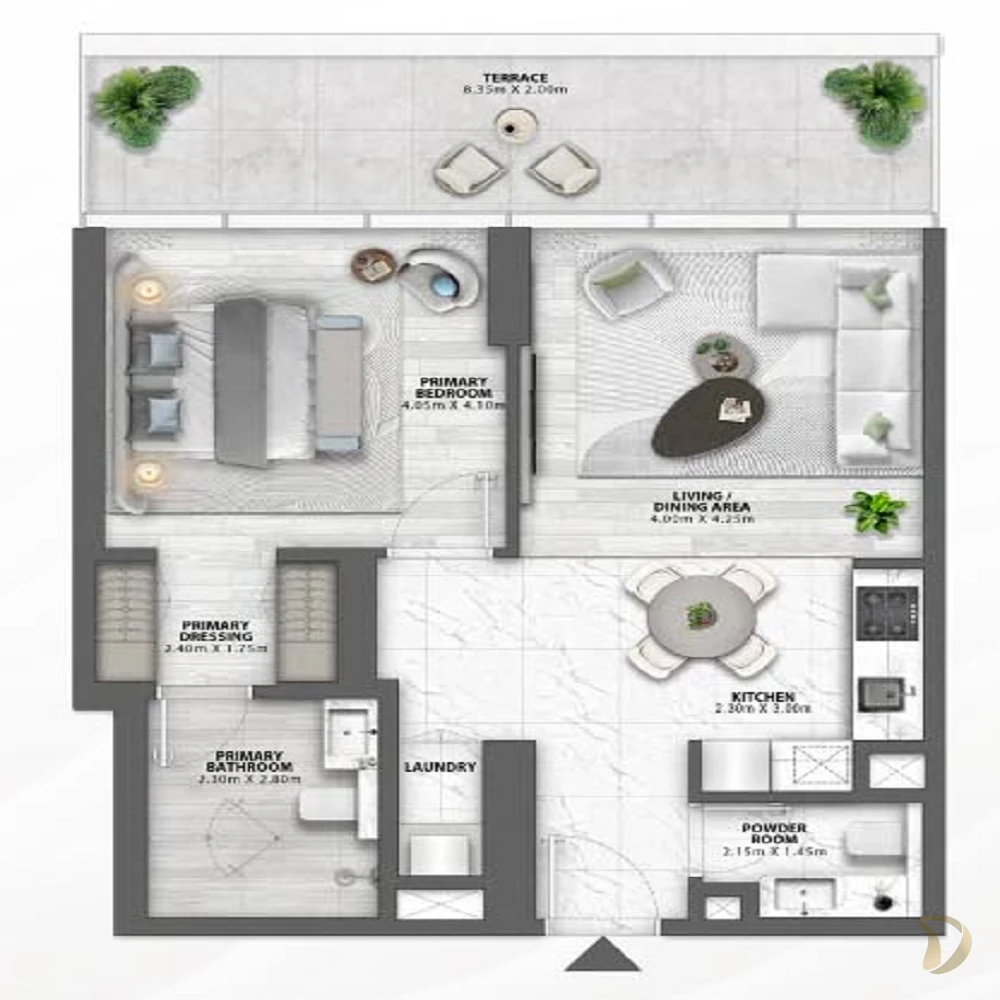 TERRACE
8.35m X 2.00m
PRIMARY
BEDROOM
4.05m X 4.10m
LIVING /
DINING AREA
4.00m X 4.25m
PRIMARY
DRESSING
2.40m X 1.75m
KITCHEN
2.30m X 3.00m
PRIMARY
BATHROOM
2.30m X 2.80m
LAUNDRY
POWDER
ROOM
2.15m X 1.45m